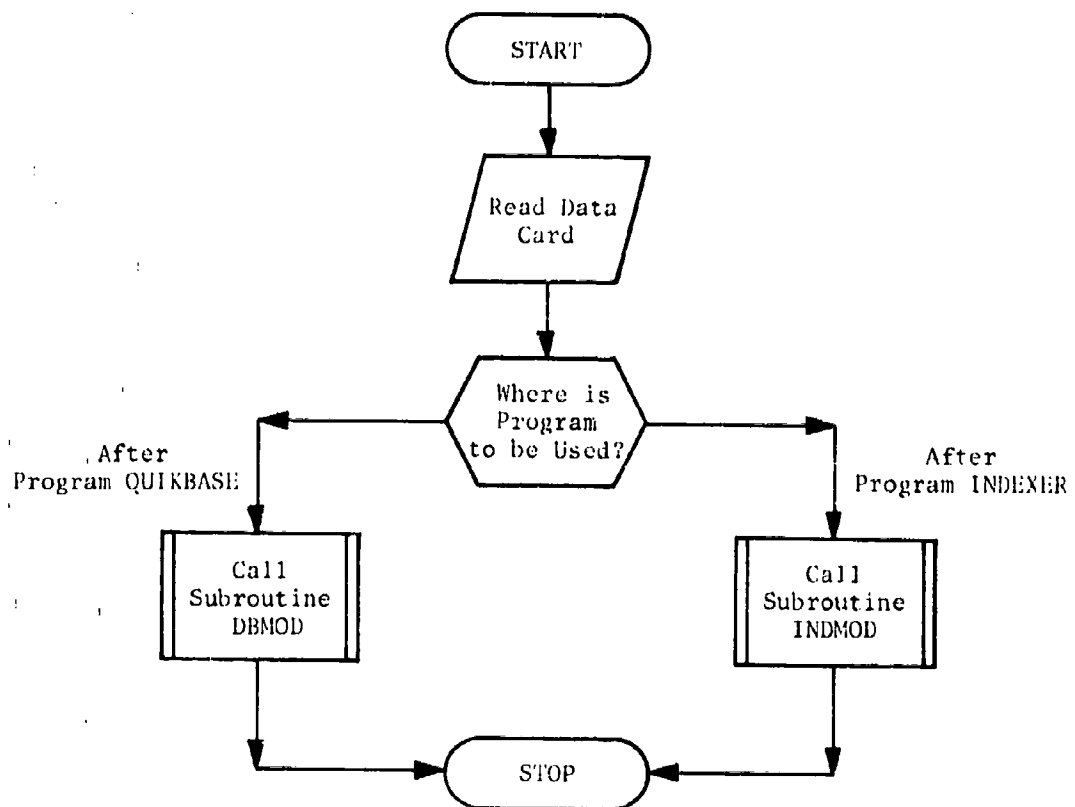 START
Read Data
Card
Where is
Program
to be Used?
After
Program QUIKBASE
After
Program INDEXER
Call
Subroutine
DBMOD
Call
Subroutine
INDMOD
STOP